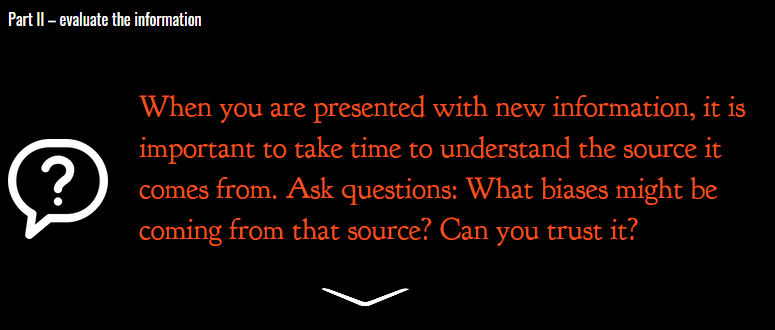 Part II – evaluate the information
When you are presented with new information, it is
important to take time to understand the source it
comes from. Ask questions: What biases might be
coming from that source? Can you trust it?